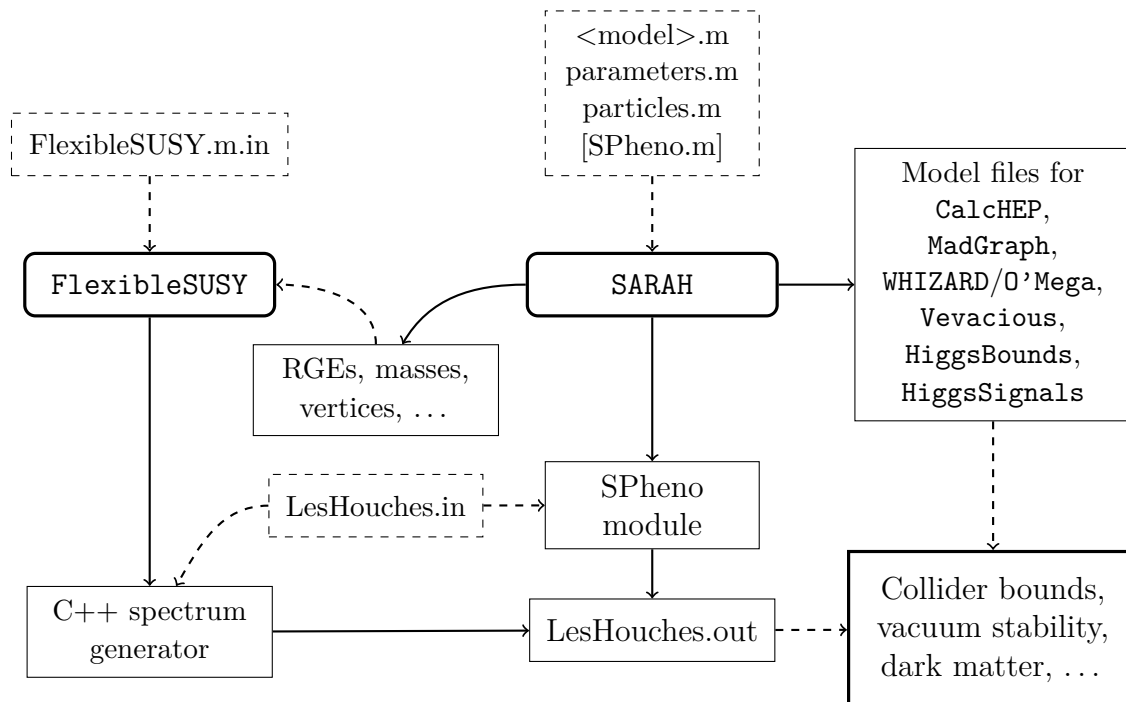 <model>.m
parameters.m
particles.m
[SPheno.m]
FlexibleSUSY.m.in
Model files for
CalcHEP,
MadGraph,
WHIZARD/O'Mega,
Vevacious,
HiggsBounds,
HiggsSignals
FlexibleSUSY
SARAH
RGEs, masses,
vertices, . . .
LesHouches.in
SPheno
module
C++ spectrum
generator
LesHouches.out
Collider bounds,
vacuum stability,
dark matter, . . .